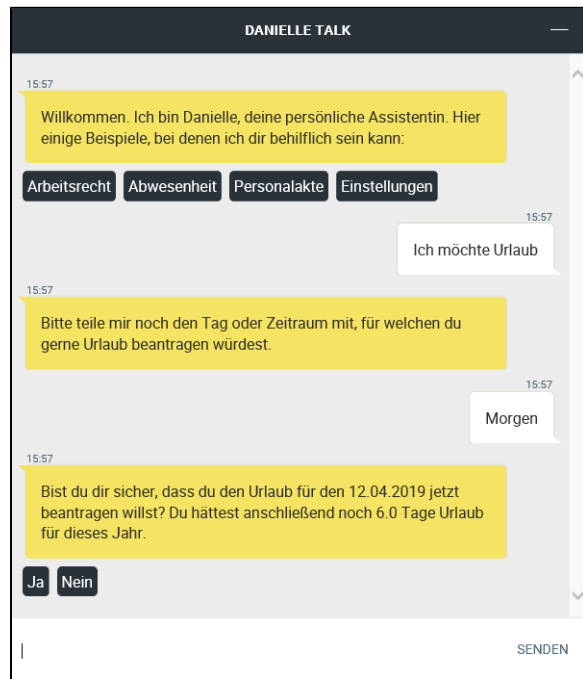 DANIELLE TALK
15:57
Willkommen. Ich bin Danielle, deine persönliche Assistentin. Hier
einige Beispiele, bei denen ich dir behilflich sein kann:
Arbeitsrecht Abwesenheit Personalakte Einstellungen
15:57
Ich möchte Urlaub
15:57
Bitte teile mir noch den Tag oder Zeitraum mit, für welchen du
gerne Urlaub beantragen würdest.
15:57
Morgen
15:57
Bist du dir sicher, dass du den Urlaub für den 12.04.2019 jetzt
beantragen willst? Du hättest anschließend noch 6.0 Tage Urlaub
für dieses Jahr.
Ja Nein
SENDEN